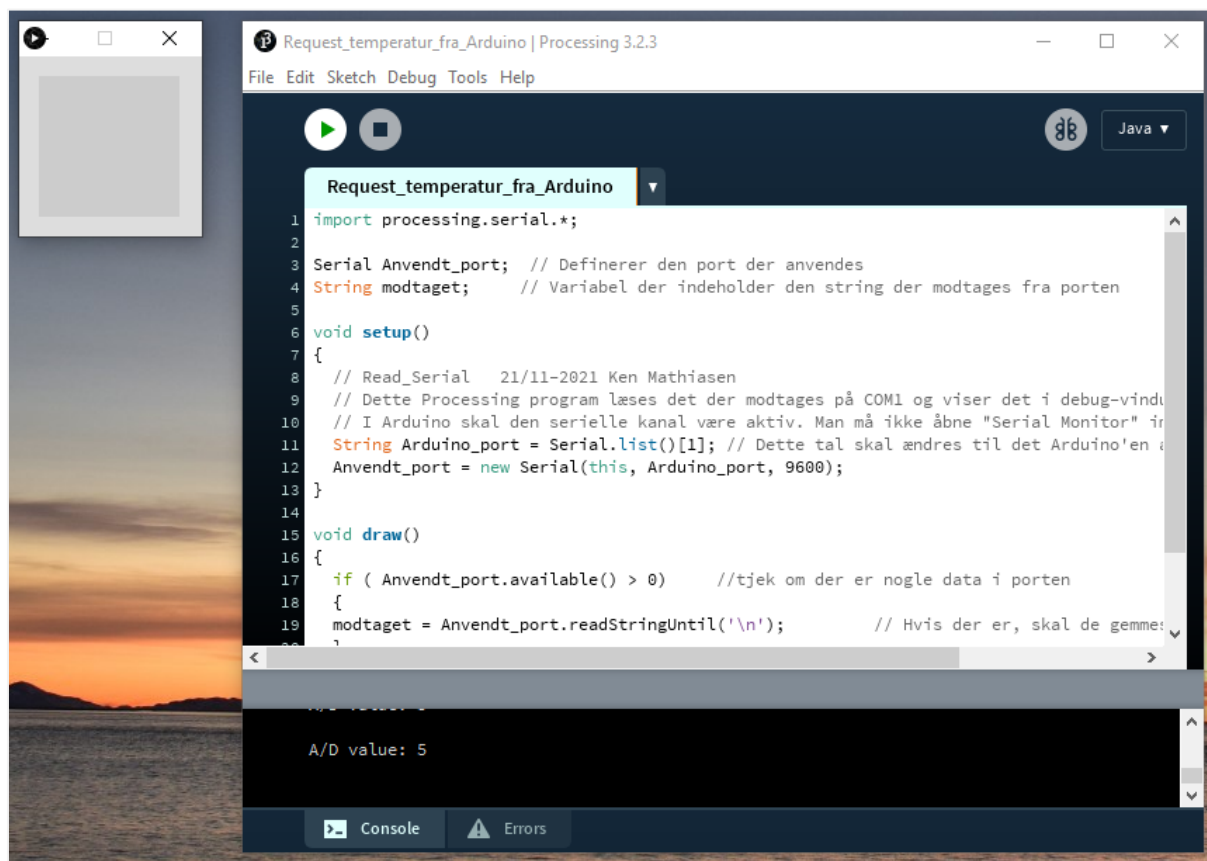 Request_temperatur_fra_Arduino | Processing 3.2.3
File Edit Sketch Debug Tools Help
Java ▾
Request_temperatur_fra_Arduino ▾
1 import processing.serial.*;
2
3 Serial Anvendt_port;  // Definerer den port der anvendes
4 String modtaget;     // Variabel der indeholder den string der modtages fra porten
5
6 void setup()
7 {
8   // Read_Serial   21/11-2021 Ken Mathiasen
9   // Dette Processing program læses det der modtages på COM1 og viser det i debug-vindu
10   // I Arduino skal den serielle kanal være aktiv. Man må ikke åbne "Serial Monitor"
11   String Arduino_port = Serial.list()[1]; // Dette tal skal ændres til det Arduino'en
12   Anvendt_port = new Serial(this, Arduino_port, 9600);
13 }
14
15 void draw()
16 {
17   if ( Anvendt_port.available() > 0)     //tjek om der er nogle data i porten
18   {
19   modtaget = Anvendt_port.readStringUntil('\n');         // Hvis der er, skal de gemmes
A/D value: 5
Console
Errors